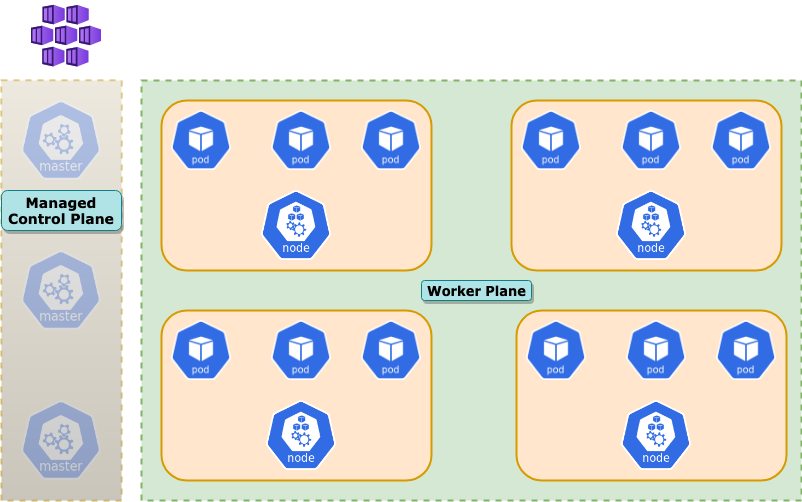 master
Managed
Control Plane
master
master
pod
pod
pod
node
pod
pod
pod
node
Worker Plane
pod
pod
pod
node
pod
pod
pod
node